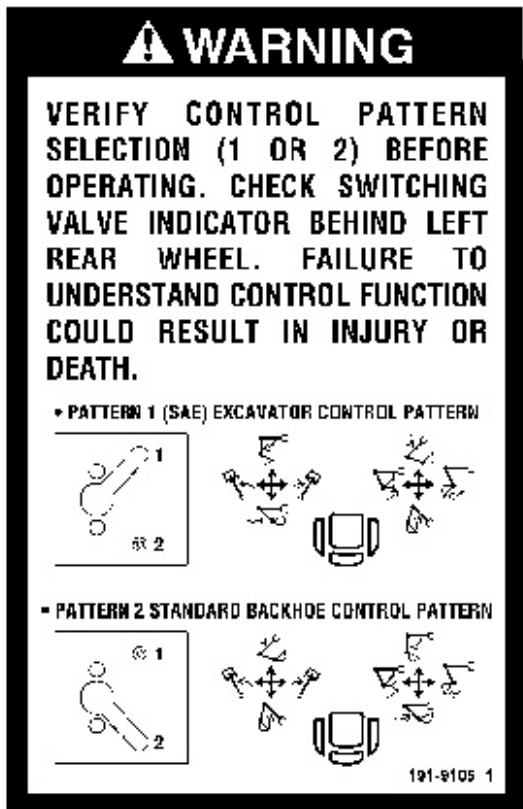 WARNING
VERIFY CONTROL PATTERN
SELECTION (1 OR 2) BEFORE
OPERATING. CHECK SWITCHING
VALVE INDICATOR BEHIND LEFT
REAR WHEEL. FAILURE TO
UNDERSTAND CONTROL FUNCTION
COULD RESULT IN INJURY OR
DEATH.
• PATTERN 1 (SAE) EXCAVATOR CONTROL PATTERN
1
2
• PATTERN 2 STANDARD BACKHOE CONTROL PATTERN
1
2
191-9105 1